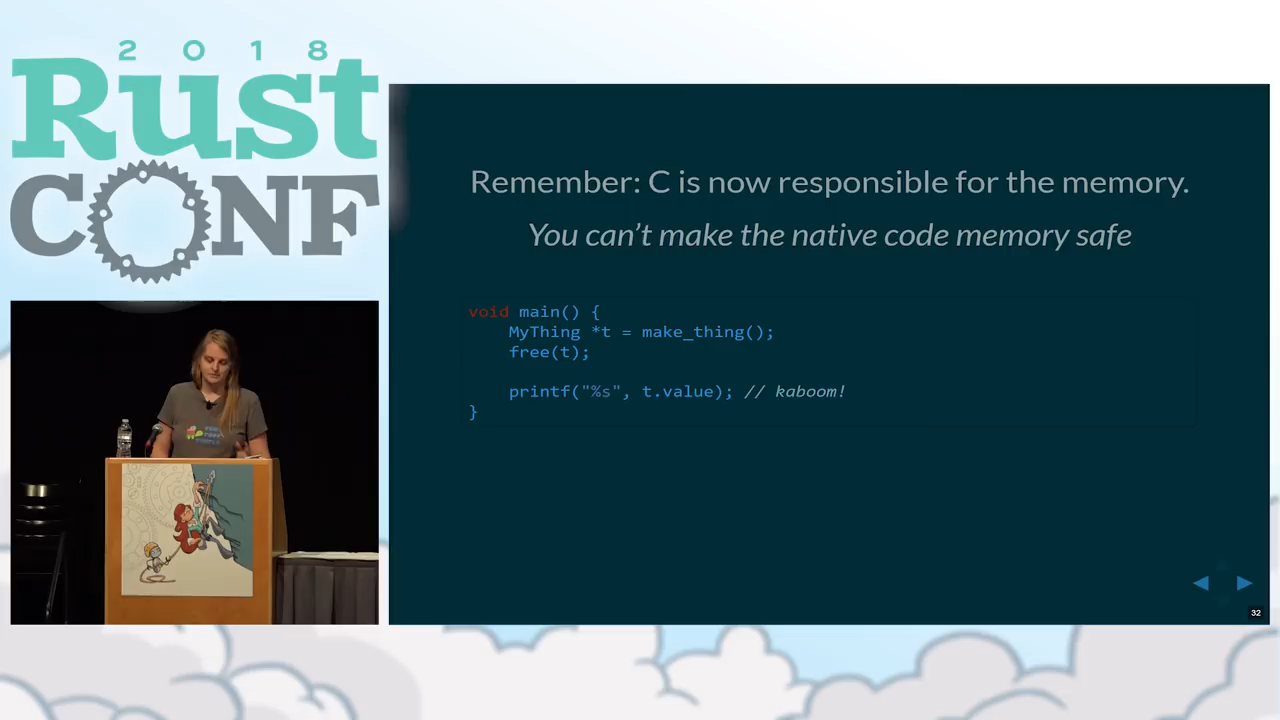 2018
Rust
CONF
Remember: C is now responsible for the memory.
You can't make the native code memory safe
void main() {
    MyThing *t = make_thing();
    free(t);
    printf("%s", t.value); // kaboom!
}
32